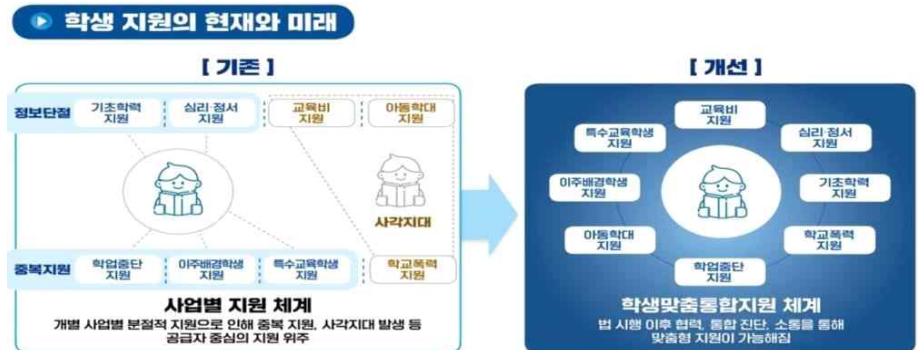 학생 지원의 현재와 미래
[ 기존 ]
정보단절
기초학력
지원
심리·정서
지원
교육비
지원
아동학대
지원
사각지대
중복지원
학업중단
지원
이주배경학생
지원
특수교육학생
지원
학교폭력
지원
사업별 지원 체계
개별 사업별 분절적 지원으로 인해 중복 지원, 사각지대 발생 등
공급자 중심의 지원 위주
[ 개선 ]
교육비
지원
특수교육학생
지원
심리·정서
지원
이주배경학생
지원
기초학력
지원
아동학대
지원
학교폭력
지원
학업중단
지원
학생맞춤통합지원 체계
법 시행 이후 협력, 통합 진단, 소통을 통해
맞춤형 지원이 가능해짐